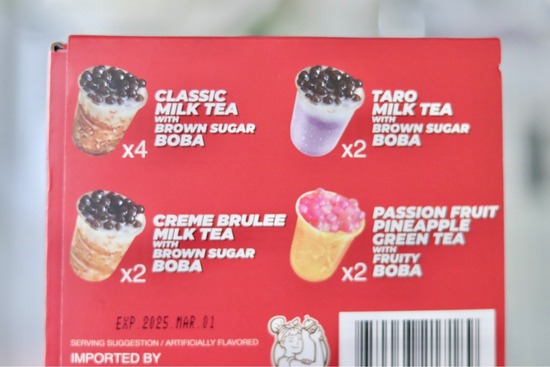 CLASSIC
MILK TEA
WITH
BROWN SUGAR
BOBA
x4
TARO
MILK TEA
WITH
BROWN SUGAR
BOBA
x2
CREME BRULEE
MILK TEA
WITH
BROWN SUGAR
BOBA
x2
PASSION FRUIT
PINEAPPLE
GREEN TEA
WITH
FRUITY
BOBA
x2
EXP.2025.MAR.01
SERVING SUGGESTION / ARTIFICIALLY FLAVORED
IMPORTED BY